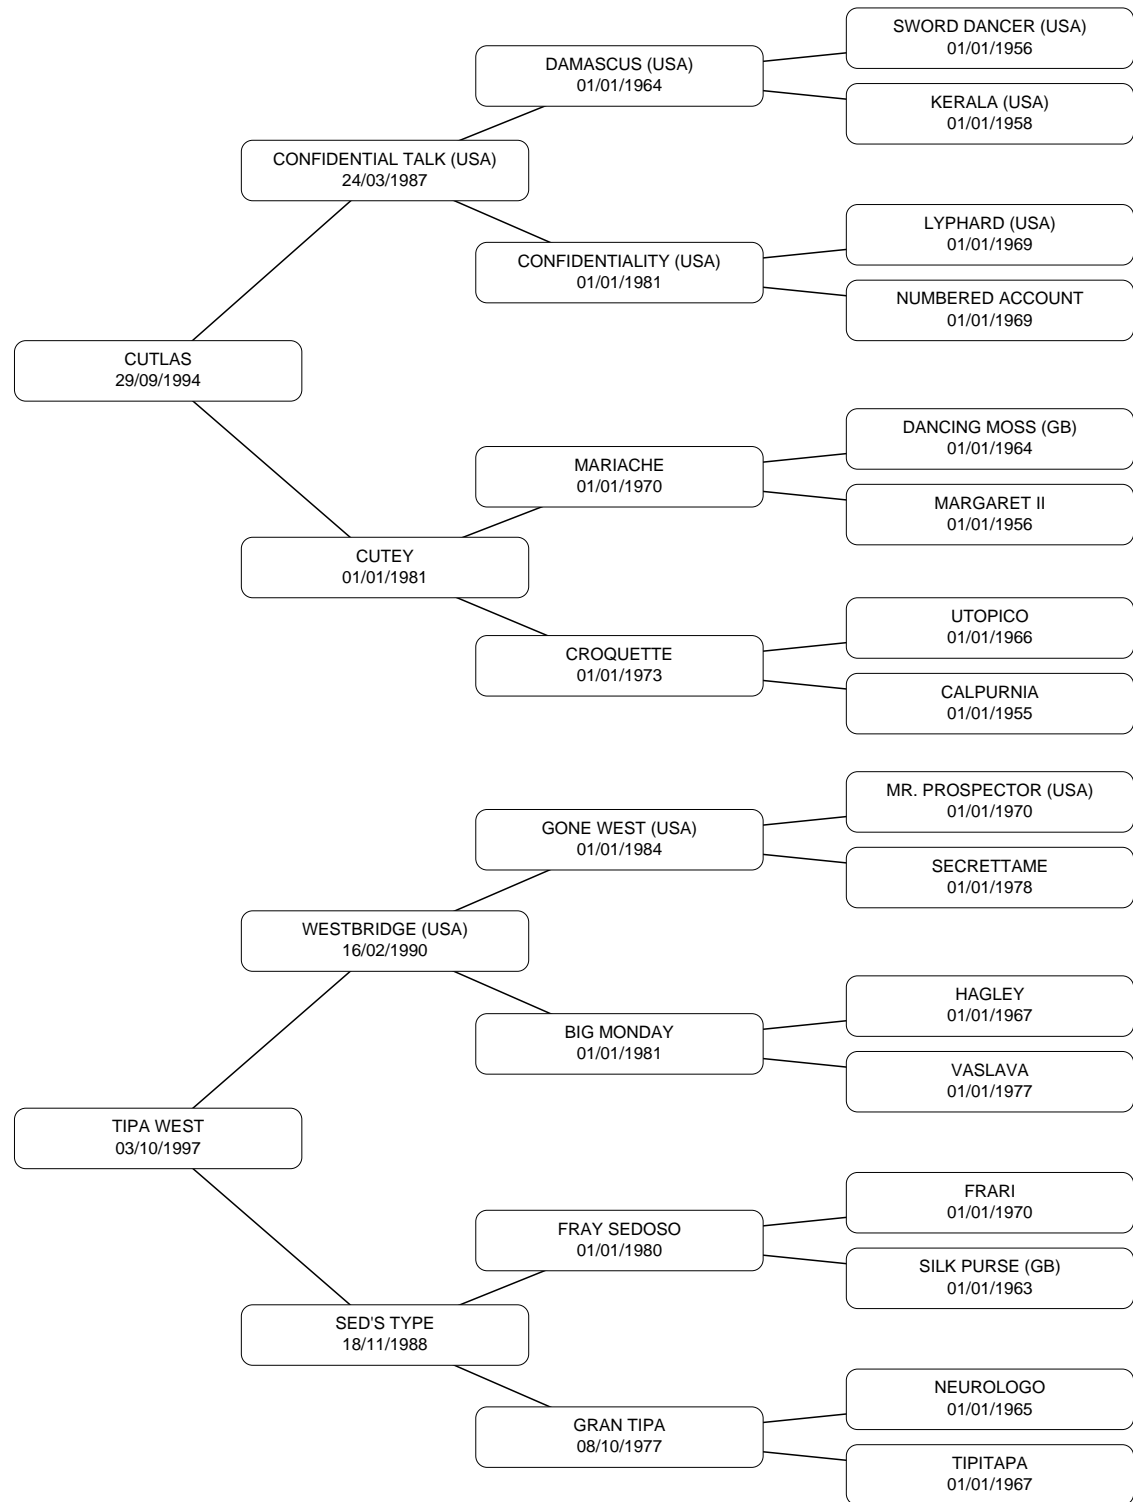 SWORD DANCER (USA)
01/01/1956
DAMASCUS (USA)
01/01/1964
KERALA (USA)
01/01/1958
CONFIDENTIAL TALK (USA)
24/03/1987
LYPHARD (USA)
01/01/1969
CONFIDENTIALITY (USA)
01/01/1981
NUMBERED ACCOUNT
01/01/1969
CUTLAS
29/09/1994
DANCING MOSS (GB)
01/01/1964
MARIACHE
01/01/1970
MARGARET II
01/01/1956
CUTEY
01/01/1981
UTOPICO
01/01/1966
CROQUETTE
01/01/1973
CALPURNIA
01/01/1955
MR. PROSPECTOR (USA)
01/01/1970
GONE WEST (USA)
01/01/1984
SECRETTAME
01/01/1978
WESTBRIDGE (USA)
16/02/1990
HAGLEY
01/01/1967
BIG MONDAY
01/01/1981
VASLAVA
01/01/1977
TIPA WEST
03/10/1997
FRARI
01/01/1970
FRAY SEDOSO
01/01/1980
SILK PURSE (GB)
01/01/1963
SED'S TYPE
18/11/1988
NEUROLOGO
01/01/1965
GRAN TIPA
08/10/1977
TIPITAPA
01/01/1967